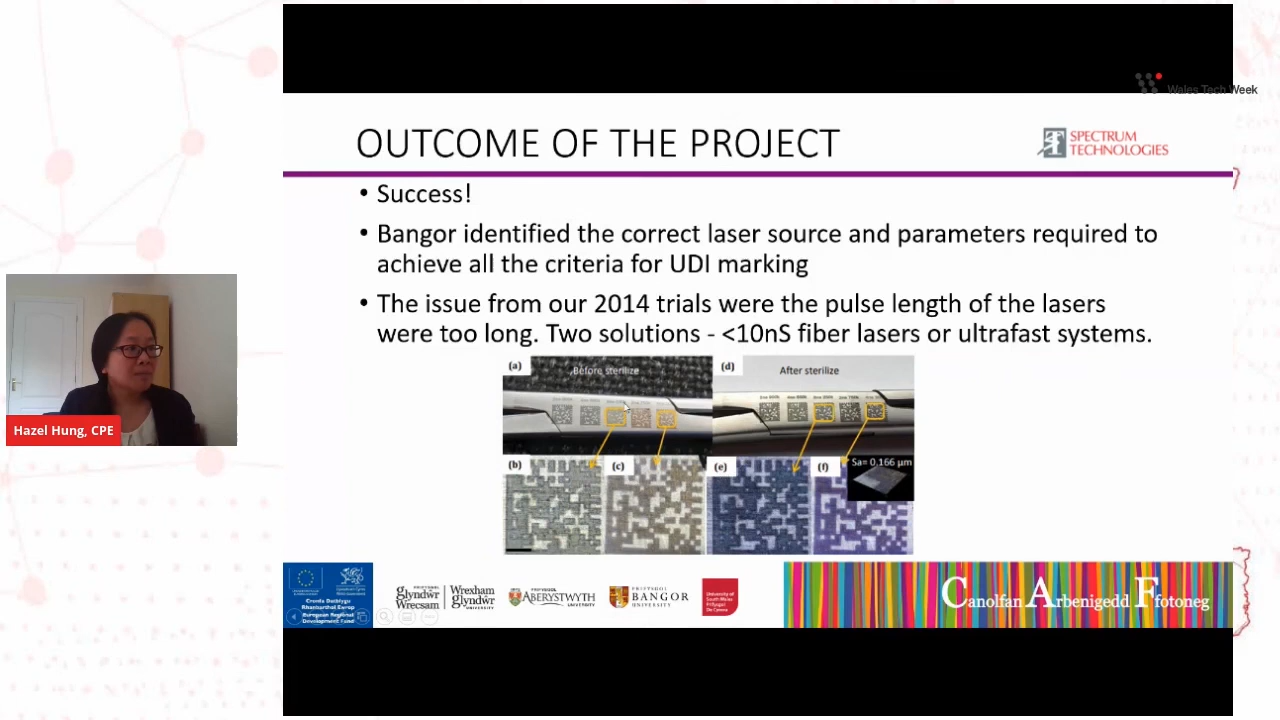 Wales Tech Week
OUTCOME OF THE PROJECT
SPECTRUM
TECHNOLOGIES
• Success!
• Bangor identified the correct laser source and parameters required to
achieve all the criteria for UDI marking
• The issue from our 2014 trials were the pulse length of the lasers
were too long. Two solutions - <10nS fiber lasers or ultrafast systems.
(a)
Before sterilize
(d)
After sterilize
(b)
(c)
(e)
(f)
Sa= 0.166 µm
Hazel Hung, CPE
Cronfa Datblygu
Rhanbarthol Ewrop
European Regional
Development Fund
PRIFYSGOL
glyndwr
Wrecsam
Wrexham
glyndwr
UNIVERSITY
PRIFYSGOL
ABERYSTWYTH
UNIVERSITY
PRIFYSGOL
BANGOR
UNIVERSITY
University of
South Wales
Prifysgol
De Cymru
Canolfan Arbenigedd Ffotoneg